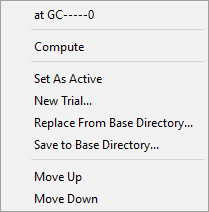 at GC-----0
Compute
Set As Active
New Trial...
Replace From Base Directory...
Save to Base Directory...
Move Up
Move Down